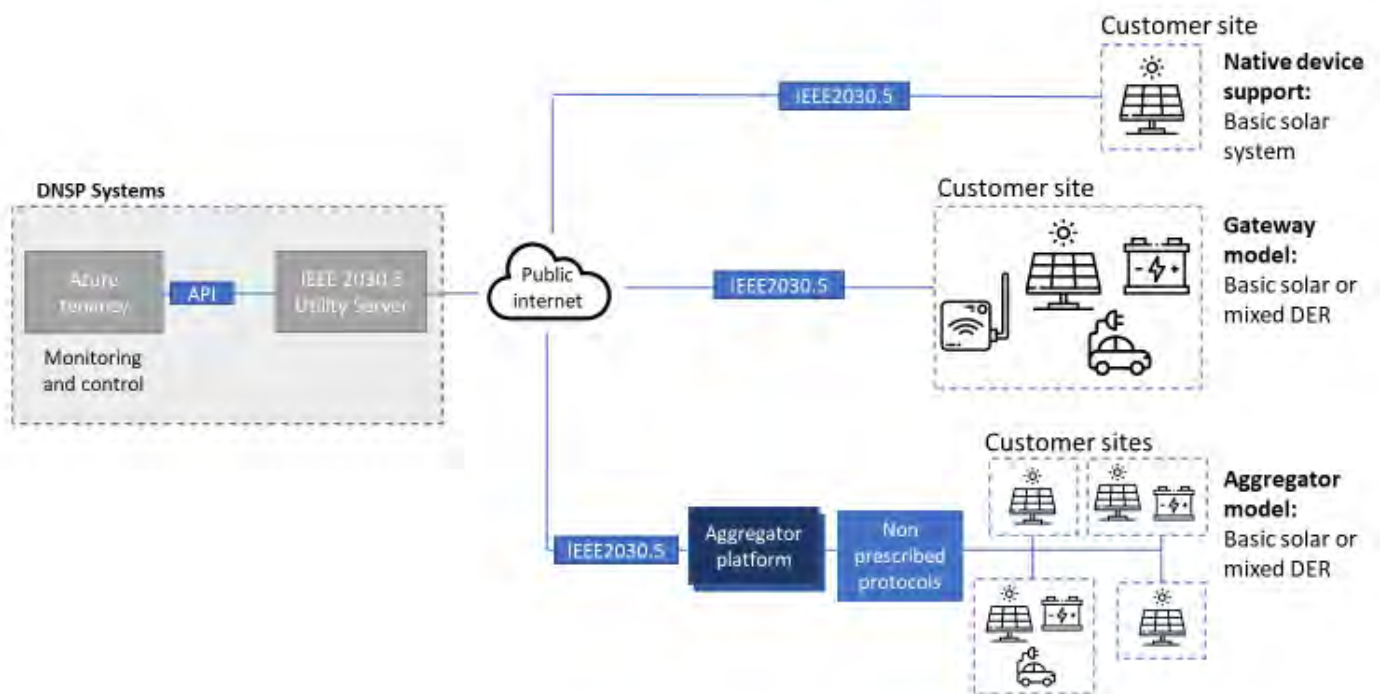 Customer site
Native device
support:
Basic solar
system
IEEE2030.5
DNSP Systems
Azure
tenancy
API
IEEE 2030.5
Utility Server
Monitoring
and control
Public
internet
IEEE2030.5
Customer site
Gateway
model:
Basic solar or
mixed DER
Customer sites
Aggregator
model:
Basic solar or
mixed DER
IEEE2030.5
Aggregator
platform
Non
prescribed
protocols